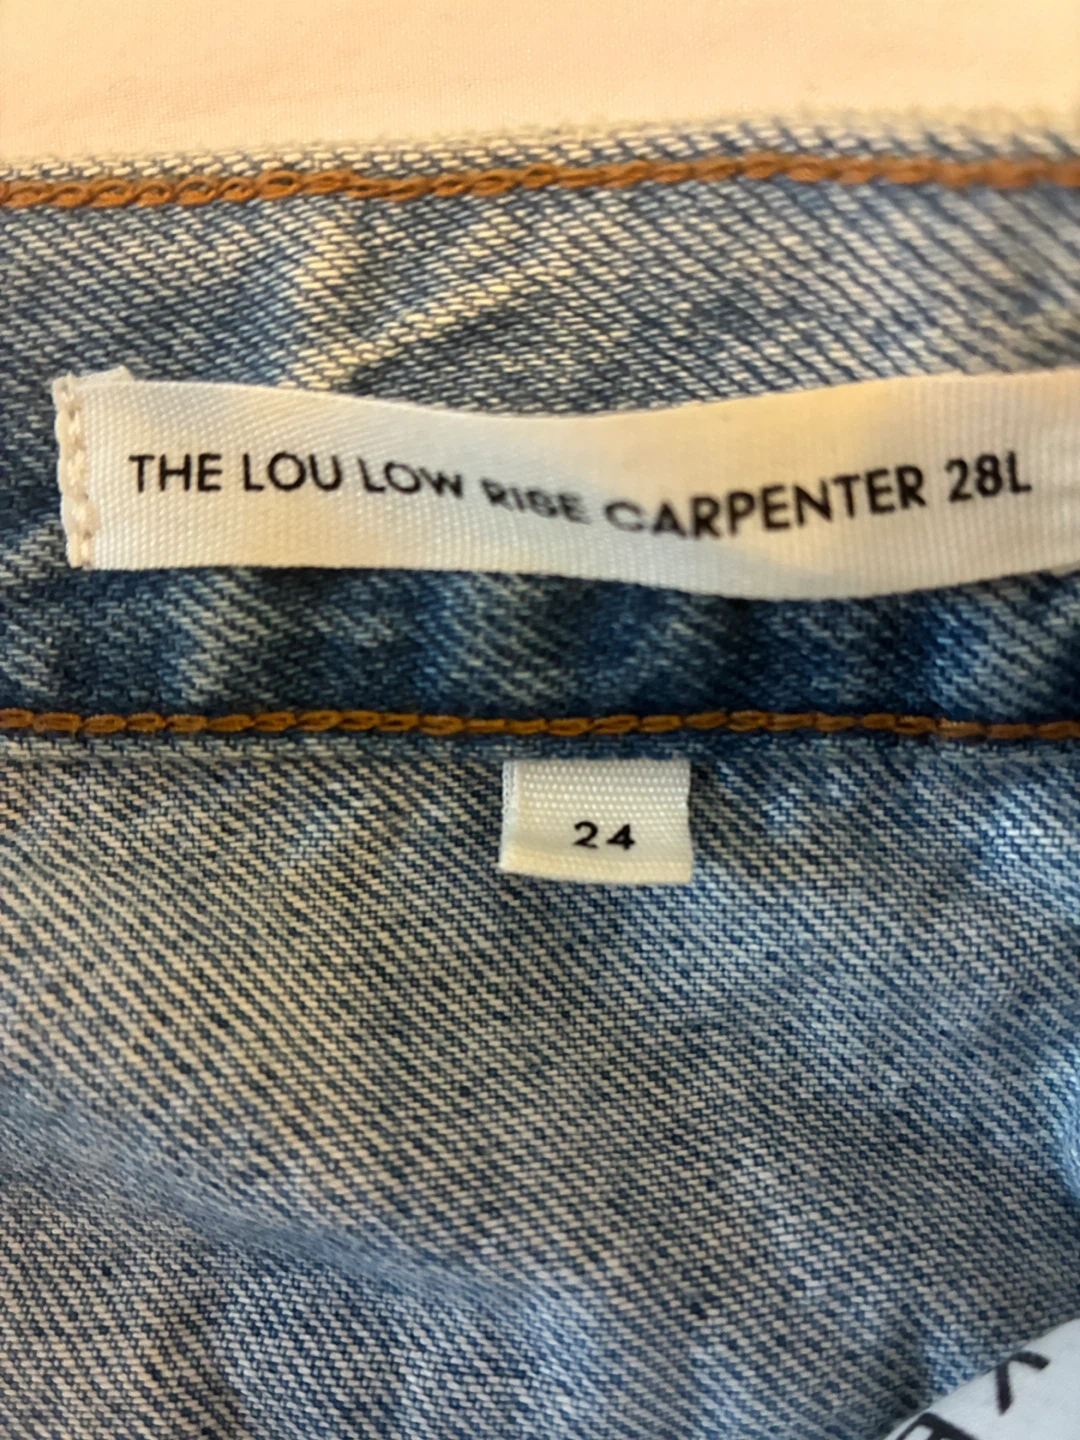 THE LOU LOW RISE CARPENTER 28L
24